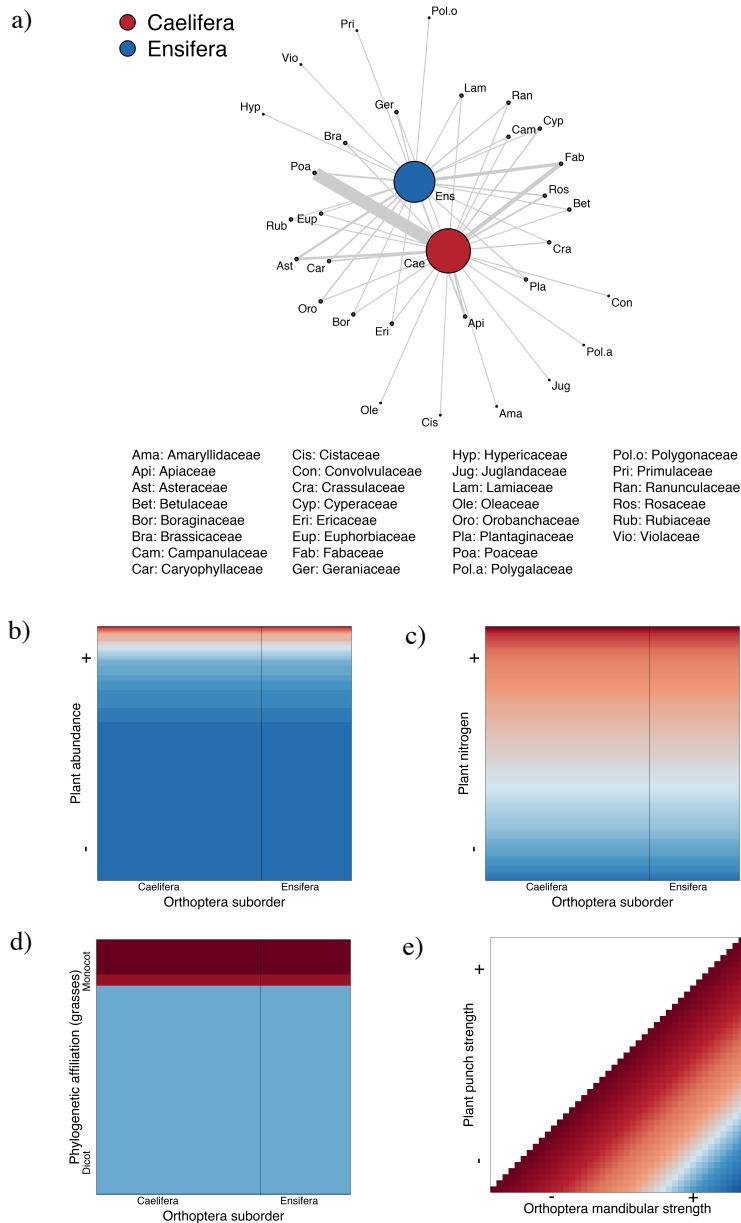 a)
Caelifera
Ensifera
Pol.o
Pri
Vio
Lam
Ran
Ger
Hyp
Cyp
Cam
Bra
Fab
Poa
Ros
Ens
Bet
Eup
Rub
Cra
Cae
Ast
Car
Pla
Con
Oro
Bor
Eri
Api
Pol.a
Jug
Ole
Cis
Ama
Ama: Amaryllidaceae
Api: Apiaceae
Ast: Asteraceae
Bet: Betulaceae
Bor: Boraginaceae
Bra: Brassicaceae
Cam: Campanulaceae
Car: Caryophyllaceae
Cis: Cistaceae
Con: Convolvulaceae
Cra: Crassulaceae
Cyp: Cyperaceae
Eri: Ericaceae
Eup: Euphorbiaceae
Fab: Fabaceae
Ger: Geraniaceae
Hyp: Hypericaceae
Jug: Juglandaceae
Lam: Lamiaceae
Ole: Oleaceae
Oro: Orobanchaceae
Pla: Plantaginaceae
Poa: Poaceae
Pol.a: Polygalaceae
Pol.o: Polygonaceae
Pri: Primulaceae
Ran: Ranunculaceae
Ros: Rosaceae
Rub: Rubiaceae
Vio: Violaceae
b)
+
Plant abundance
-
Caelifera Ensifera
Orthoptera suborder
c)
+
Plant nitrogen
-
Caelifera Ensifera
Orthoptera suborder
d)
Phylogenetic affiliation (grasses)
Monocot
Dicot
Caelifera Ensifera
Orthoptera suborder
e)
+
Plant punch strength
-
- +
Orthoptera mandibular strength